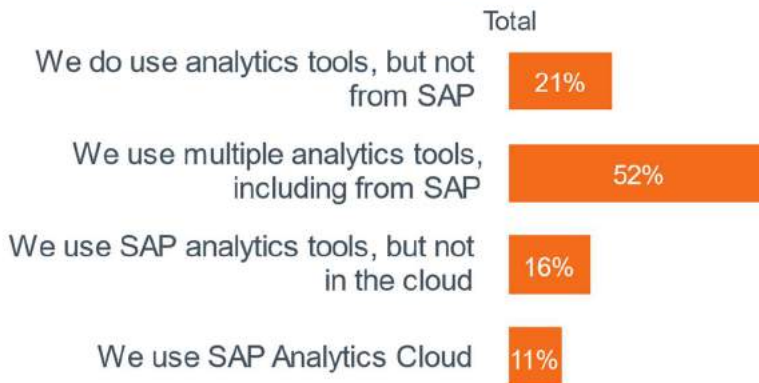 Total
We do use analytics tools, but not
from SAP
21%
We use multiple analytics tools,
including from SAP
52%
We use SAP analytics tools, but not
in the cloud
16%
We use SAP Analytics Cloud
11%